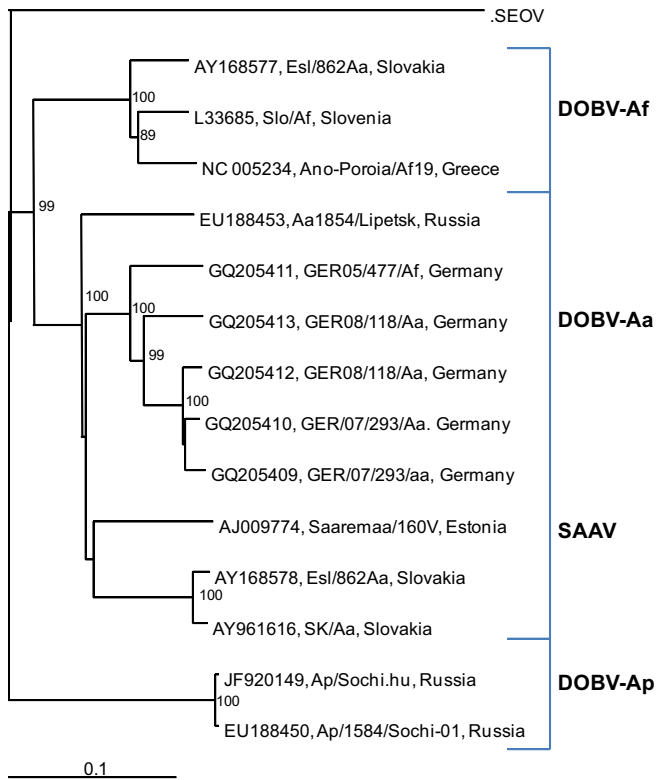 .SEOV
AY168577, Esl/862Aa, Slovakia
100
DOBV-Af
L33685, Slo/Af, Slovenia
89
NC 005234, Ano-Poroia/Af19, Greece
99
EU188453, Aa1854/Lipetsk, Russia
GQ205411, GER05/477/Af, Germany
100
100
GQ205413, GER08/118/Aa, Germany
DOBV-Aa
99
GQ205412, GER08/118/Aa, Germany
100
GQ205410, GER/07/293/Aa. Germany
GQ205409, GER/07/293/aa, Germany
AJ009774, Saaremaa/160V, Estonia
SAAV
AY168578, Esl/862Aa, Slovakia
100
AY961616, SK/Aa, Slovakia
JF920149, Ap/Sochi.hu, Russia
DOBV-Ap
100
EU188450, Ap/1584/Sochi-01, Russia
0.1